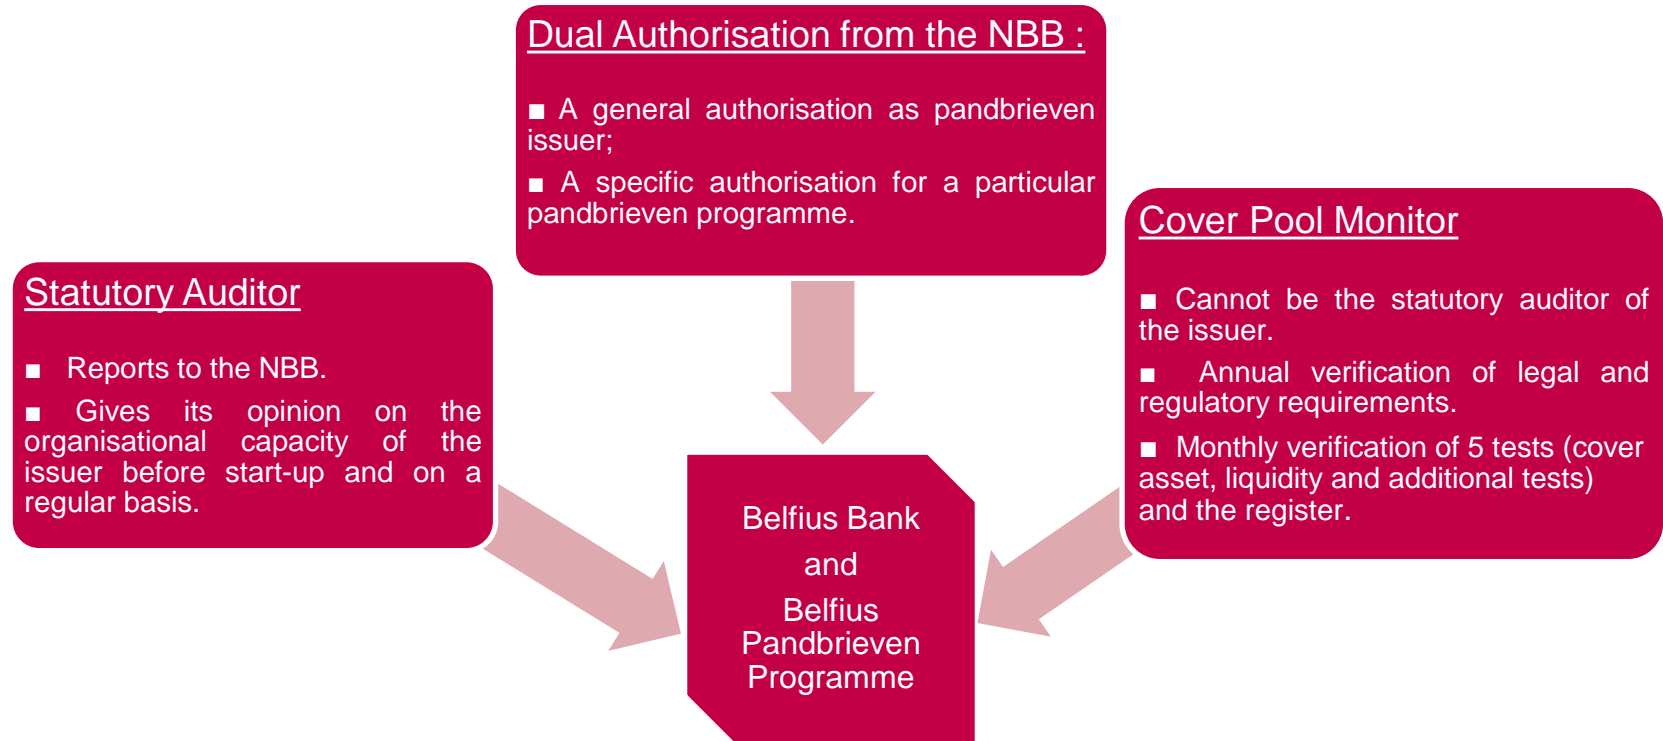 Dual Authorisation from the NBB :
■ A general authorisation as pandbrieven
issuer;
■ A specific authorisation for a particular
pandbrieven programme.
Statutory Auditor
■ Reports to the NBB.
■ Gives its opinion on the
organisational capacity of the
issuer before start-up and on a
regular basis.
Cover Pool Monitor
■ Cannot be the statutory auditor of
the issuer.
■ Annual verification of legal and
regulatory requirements.
■ Monthly verification of 5 tests (cover
asset, liquidity and additional tests)
and the register.
Belfius Bank
and
Belfius
Pandbrieven
Programme